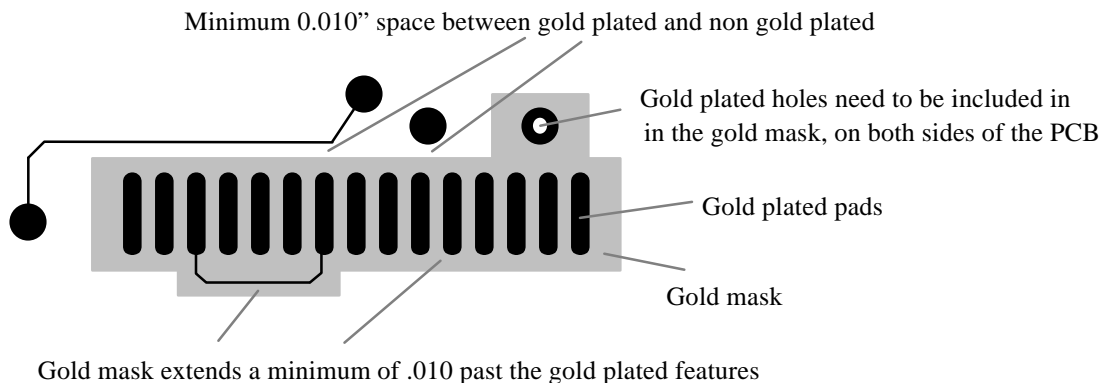 Minimum 0.010” space between gold plated and non gold plated
Gold plated holes need to be included in
in the gold mask, on both sides of the PCB
Gold plated pads
Gold mask
Gold mask extends a minimum of .010 past the gold plated features